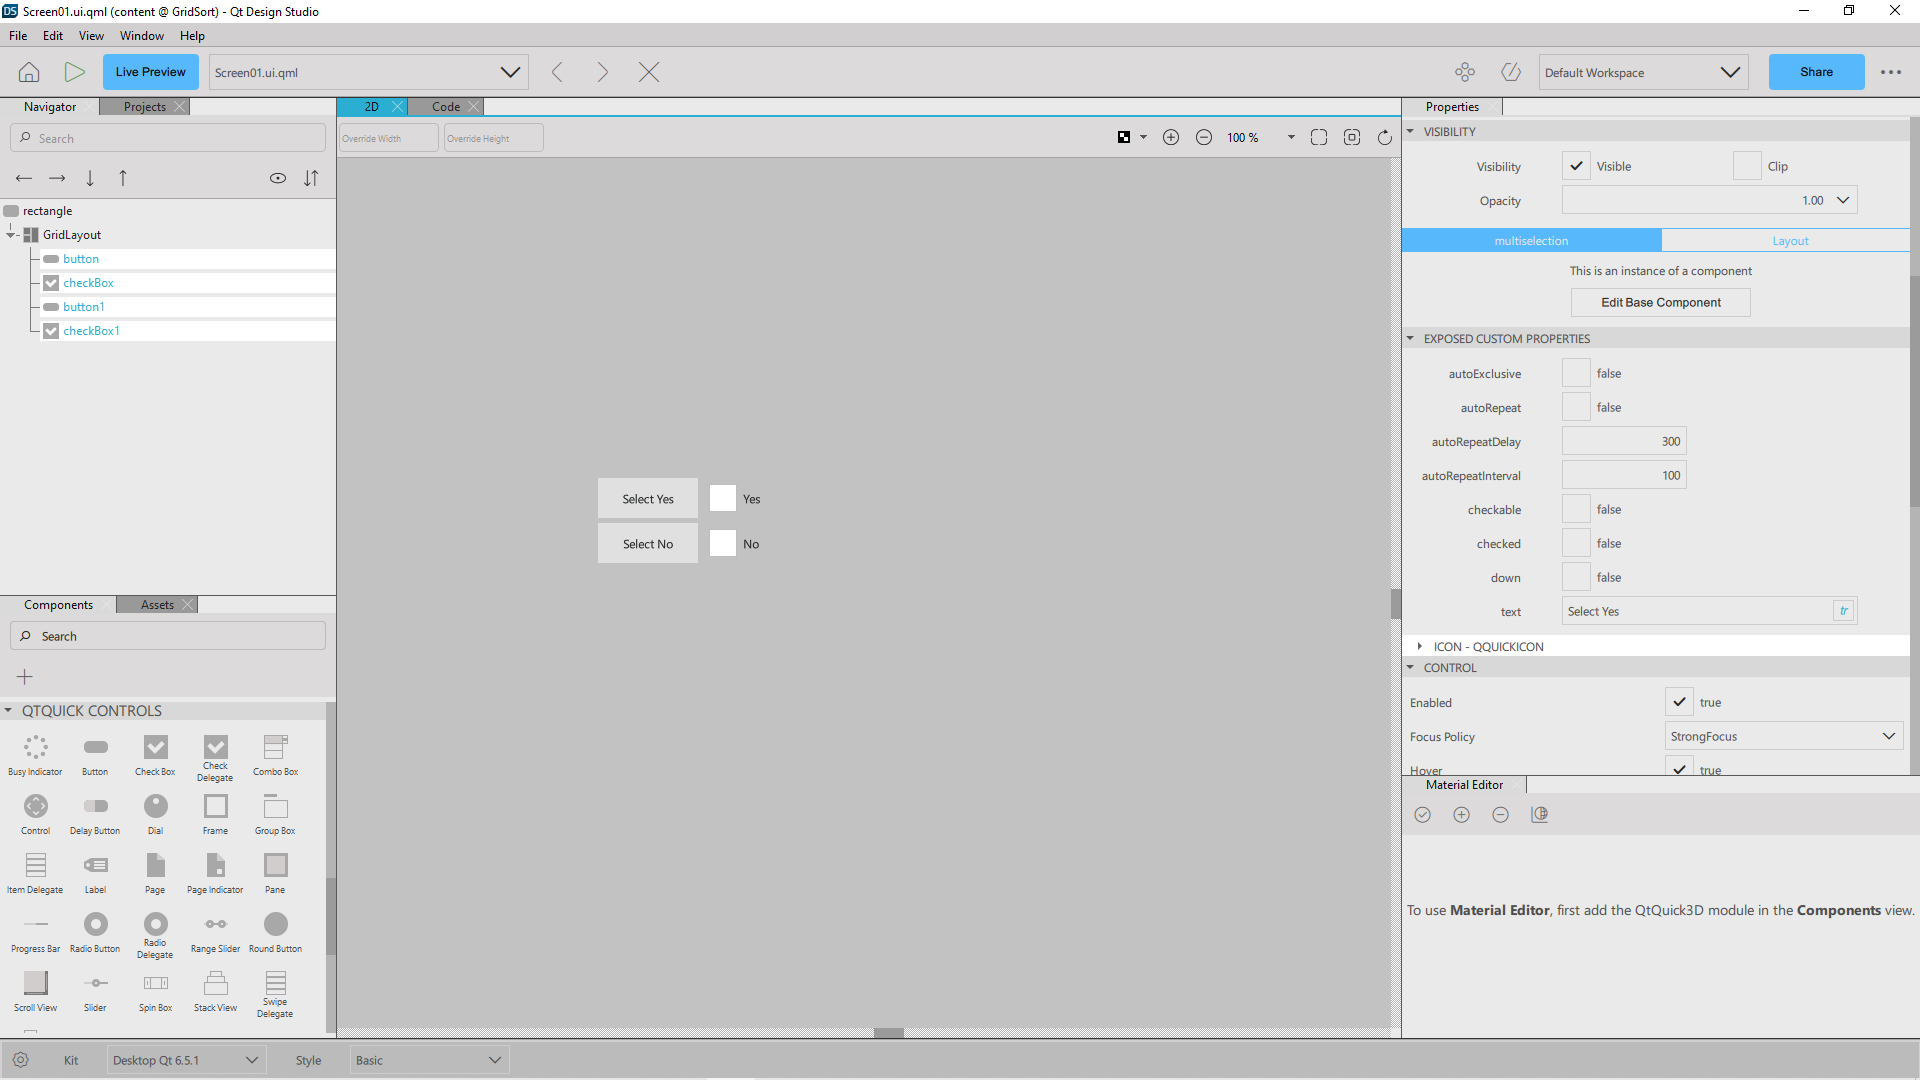 DS Screen01.ui.qml (content @ GridSort) - Qt Design Studio
File Edit View Window Help
Live Preview Screen01.ui.qml Default Workspace Share
Navigator Projects
Search
rectangle
GridLayout
button
checkBox
button1
checkBox1
Components Assets
Search
QTQUICK CONTROLS
Busy Indicator Button Check Box Check Delegate Combo Box
Control Delay Button Dial Frame Group Box
Item Delegate Label Page Page Indicator Pane
Progress Bar Radio Button Radio Delegate Range Slider Round Button
Scroll View Slider Spin Box Stack View Swipe Delegate
2D Code
Override Width Override Height 100 %
Select Yes Yes
Select No No
Properties
VISIBILITY
Visibility Visible Clip
Opacity 1.00
multiselection Layout
This is an instance of a component
Edit Base Component
EXPOSED CUSTOM PROPERTIES
autoExclusive false
autoRepeat false
autoRepeatDelay 300
autoRepeatInterval 100
checkable false
checked false
down false
text Select Yes tr
ICON - QQUICKICON
CONTROL
Enabled true
Focus Policy StrongFocus
Hover true
Material Editor
To use Material Editor, first add the QtQuick3D module in the Components view.
Kit Desktop Qt 6.5.1 Style Basic